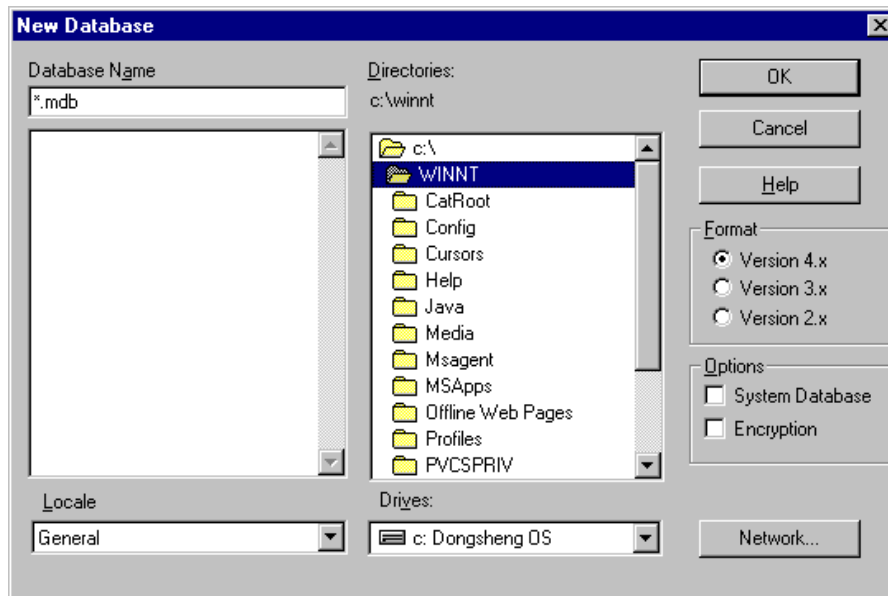 New Database
Database Name
*.mdb
Directories:
c:\winnt
c:\
WINNT
CatRoot
Config
Cursors
Help
Java
Media
Msagent
MSApps
Offline Web Pages
Profiles
PVCSPRIV
OK
Cancel
Help
Format
Version 4.x
Version 3.x
Version 2.x
Options
System Database
Encryption
Locale
General
Drives:
c: Dongsheng OS
Network...